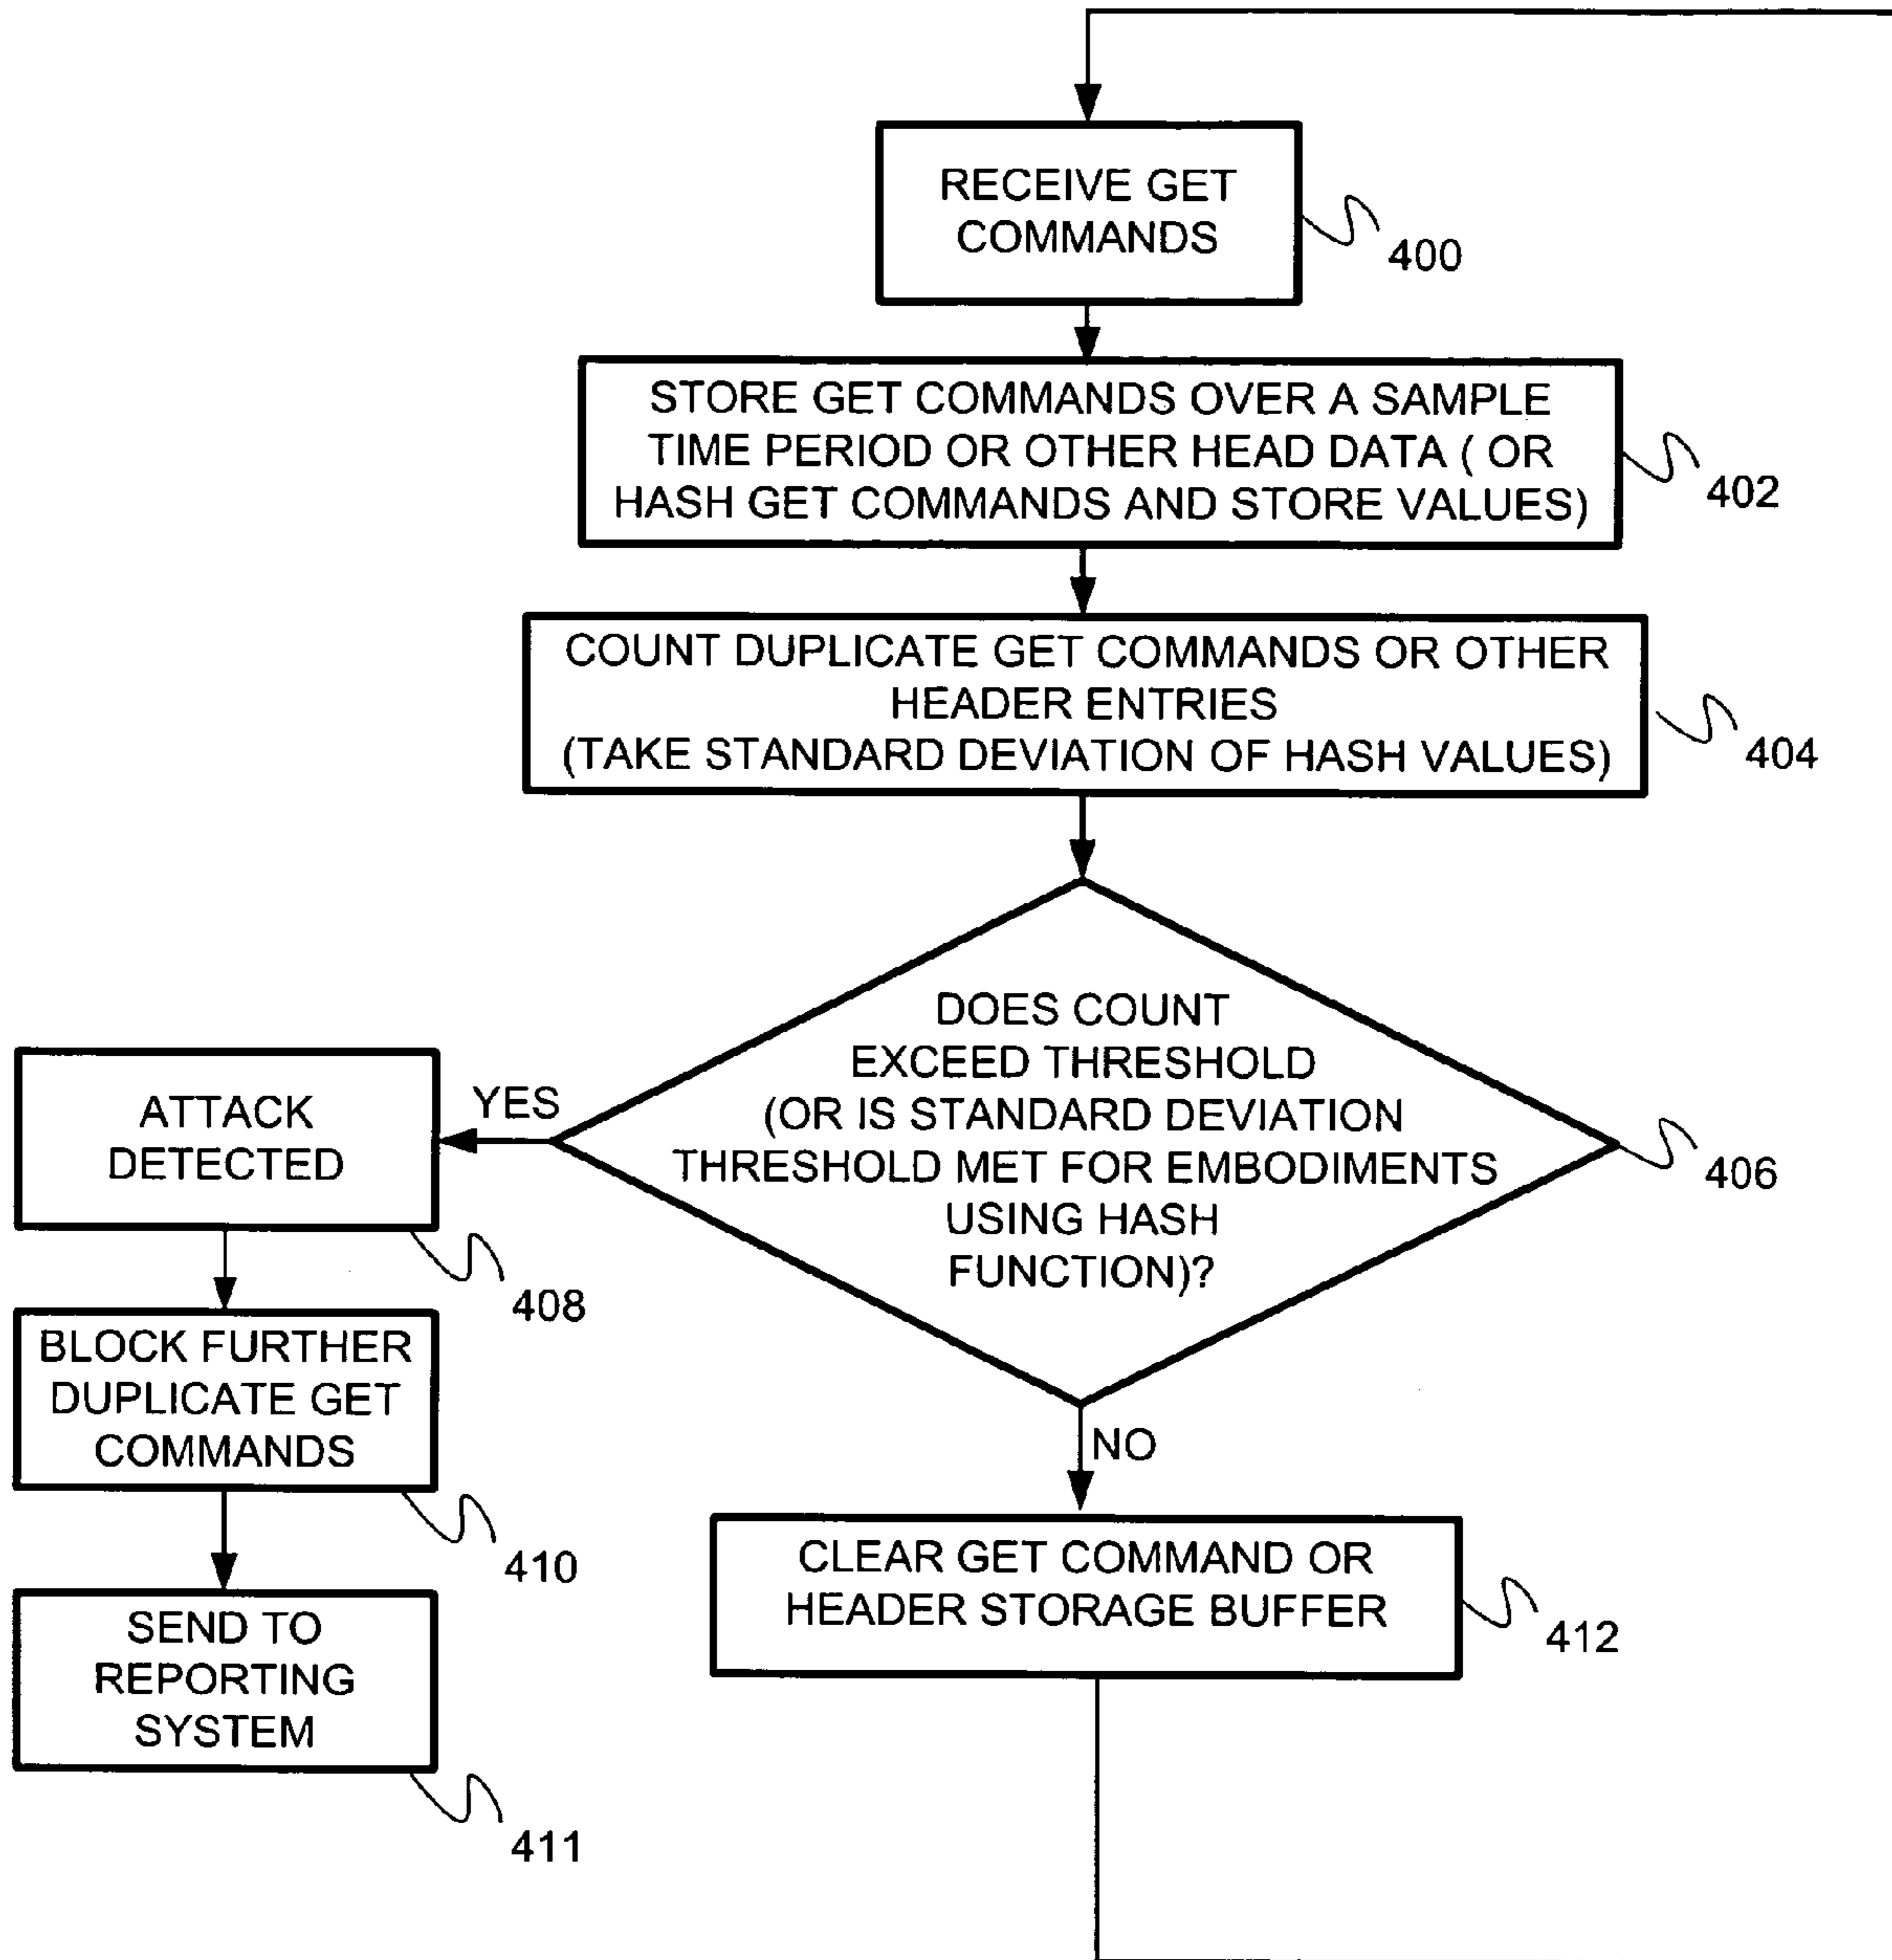 RECEIVE GET
COMMANDS
400
STORE GET COMMANDS OVER A SAMPLE
TIME PERIOD OR OTHER HEAD DATA ( OR
HASH GET COMMANDS AND STORE VALUES)
402
COUNT DUPLICATE GET COMMANDS OR OTHER
HEADER ENTRIES
(TAKE STANDARD DEVIATION OF HASH VALUES)
404
DOES COUNT
EXCEED THRESHOLD
(OR IS STANDARD DEVIATION
THRESHOLD MET FOR EMBODIMENTS
USING HASH
FUNCTION)?
406
YES
ATTACK
DETECTED
408
BLOCK FURTHER
DUPLICATE GET
COMMANDS
410
SEND TO
REPORTING
SYSTEM
411
NO
CLEAR GET COMMAND OR
HEADER STORAGE BUFFER
412